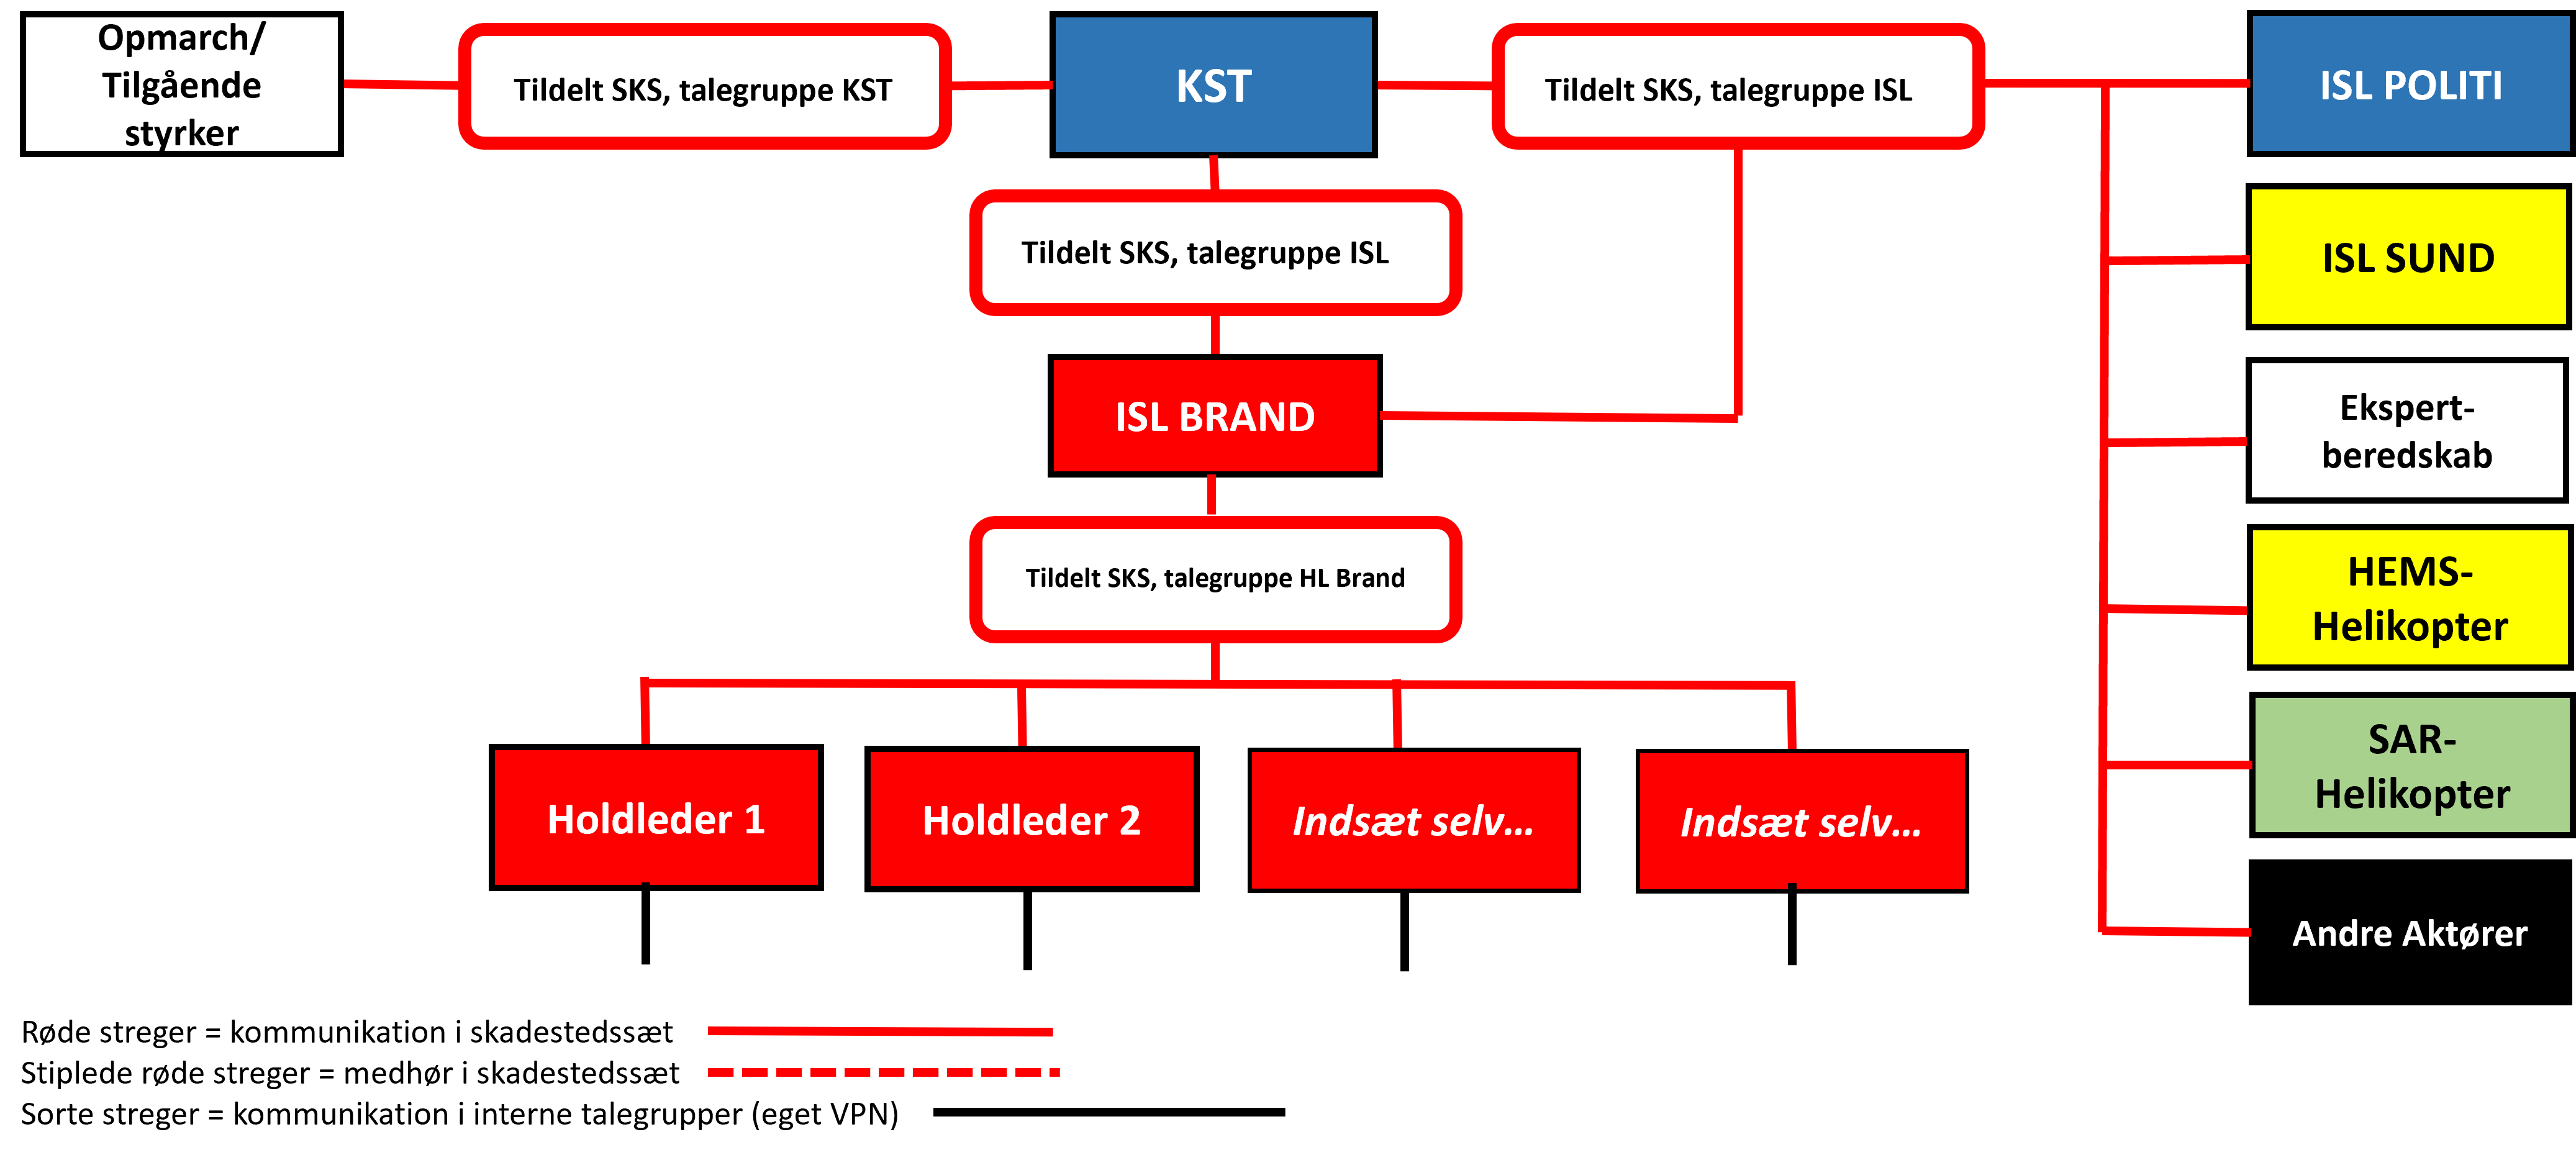 Opmarch/
Tilgående
styrker
Tildelt SKS, talegruppe KST
KST
Tildelt SKS, talegruppe ISL
ISL POLITI
Tildelt SKS, talegruppe ISL
ISL SUND
ISL BRAND
Ekspert-
beredskab
Tildelt SKS, talegruppe HL Brand
HEMS-
Helikopter
SAR-
Helikopter
Holdleder 1
Holdleder 2
Indsæt selv...
Indsæt selv...
Andre Aktører
Røde streger = kommunikation i skadestedssæt
Stiplede røde streger = medhør i skadestedssæt
Sorte streger = kommunikation i interne talegrupper (eget VPN)